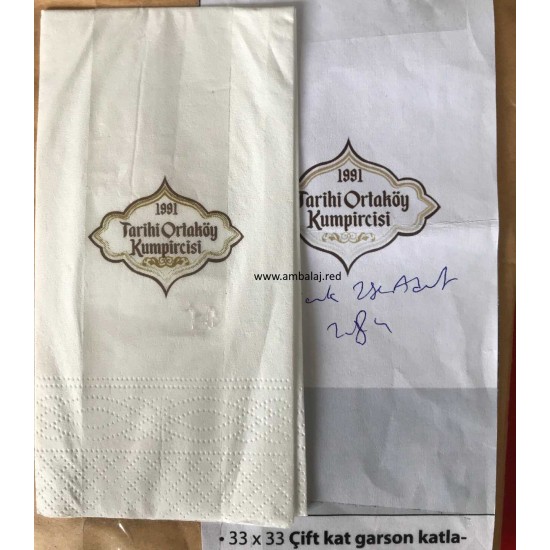 1991
Tarihi Ortaköy
Kumpircisi
1991
Tarihi Ortaköy
Kumpircisi
www.ambalaj.red
• 33 x 33 Çift kat garson katla-